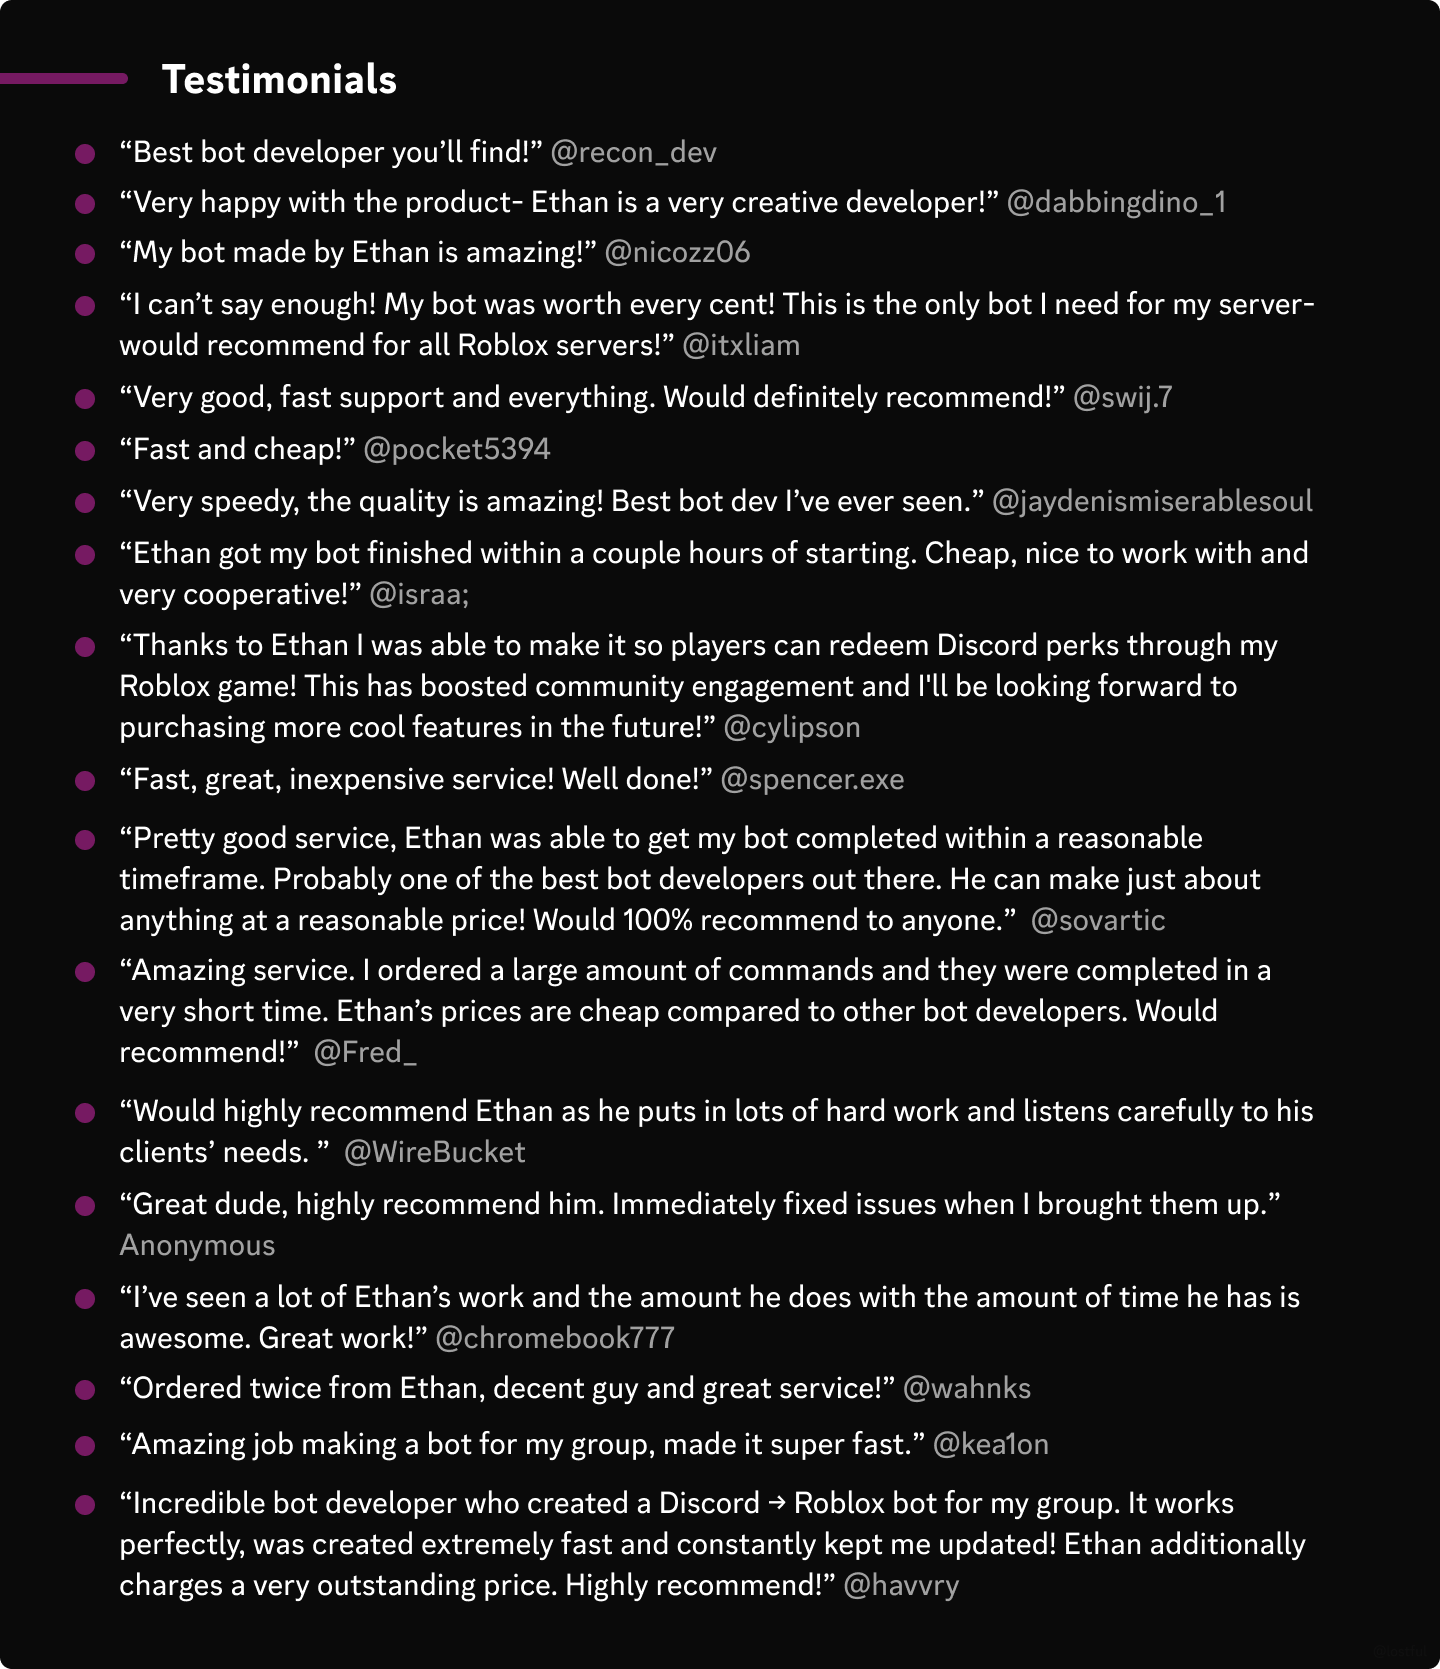 Testimonials
“Best bot developer you’ll find!” @recon_dev
“Very happy with the product- Ethan is a very creative developer!” @dabbingdino_1
“My bot made by Ethan is amazing!” @nicozz06
“I can’t say enough! My bot was worth every cent! This is the only bot I need for my server-
would recommend for all Roblox servers!” @itxliam
“Very good, fast support and everything. Would definitely recommend!” @swij.7
“Fast and cheap!” @pocket5394
“Very speedy, the quality is amazing! Best bot dev I’ve ever seen.” @jaydenismiserablesoul
“Ethan got my bot finished within a couple hours of starting. Cheap, nice to work with and
very cooperative!” @israa;
“Thanks to Ethan I was able to make it so players can redeem Discord perks through my
Roblox game! This has boosted community engagement and I'll be looking forward to
purchasing more cool features in the future!” @cylipson
“Fast, great, inexpensive service! Well done!” @spencer.exe
“Pretty good service, Ethan was able to get my bot completed within a reasonable
timeframe. Probably one of the best bot developers out there. He can make just about
anything at a reasonable price! Would 100% recommend to anyone.”  @sovartic
“Amazing service. I ordered a large amount of commands and they were completed in a
very short time. Ethan’s prices are cheap compared to other bot developers. Would
recommend!”  @Fred_
“Would highly recommend Ethan as he puts in lots of hard work and listens carefully to his
clients’ needs. ”  @WireBucket
“Great dude, highly recommend him. Immediately fixed issues when I brought them up.”
Anonymous
“I’ve seen a lot of Ethan’s work and the amount he does with the amount of time he has is
awesome. Great work!” @chromebook777
“Ordered twice from Ethan, decent guy and great service!” @wahnks
“Amazing job making a bot for my group, made it super fast.” @kea1on
“Incredible bot developer who created a Discord → Roblox bot for my group. It works
perfectly, was created extremely fast and constantly kept me updated! Ethan additionally
charges a very outstanding price. Highly recommend!” @havvry